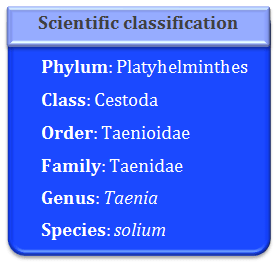 Scientific classification
Phylum: Platyhelminthes
Class: Cestoda
Order: Taenioidae
Family: Taenidae
Genus: Taenia
Species: solium